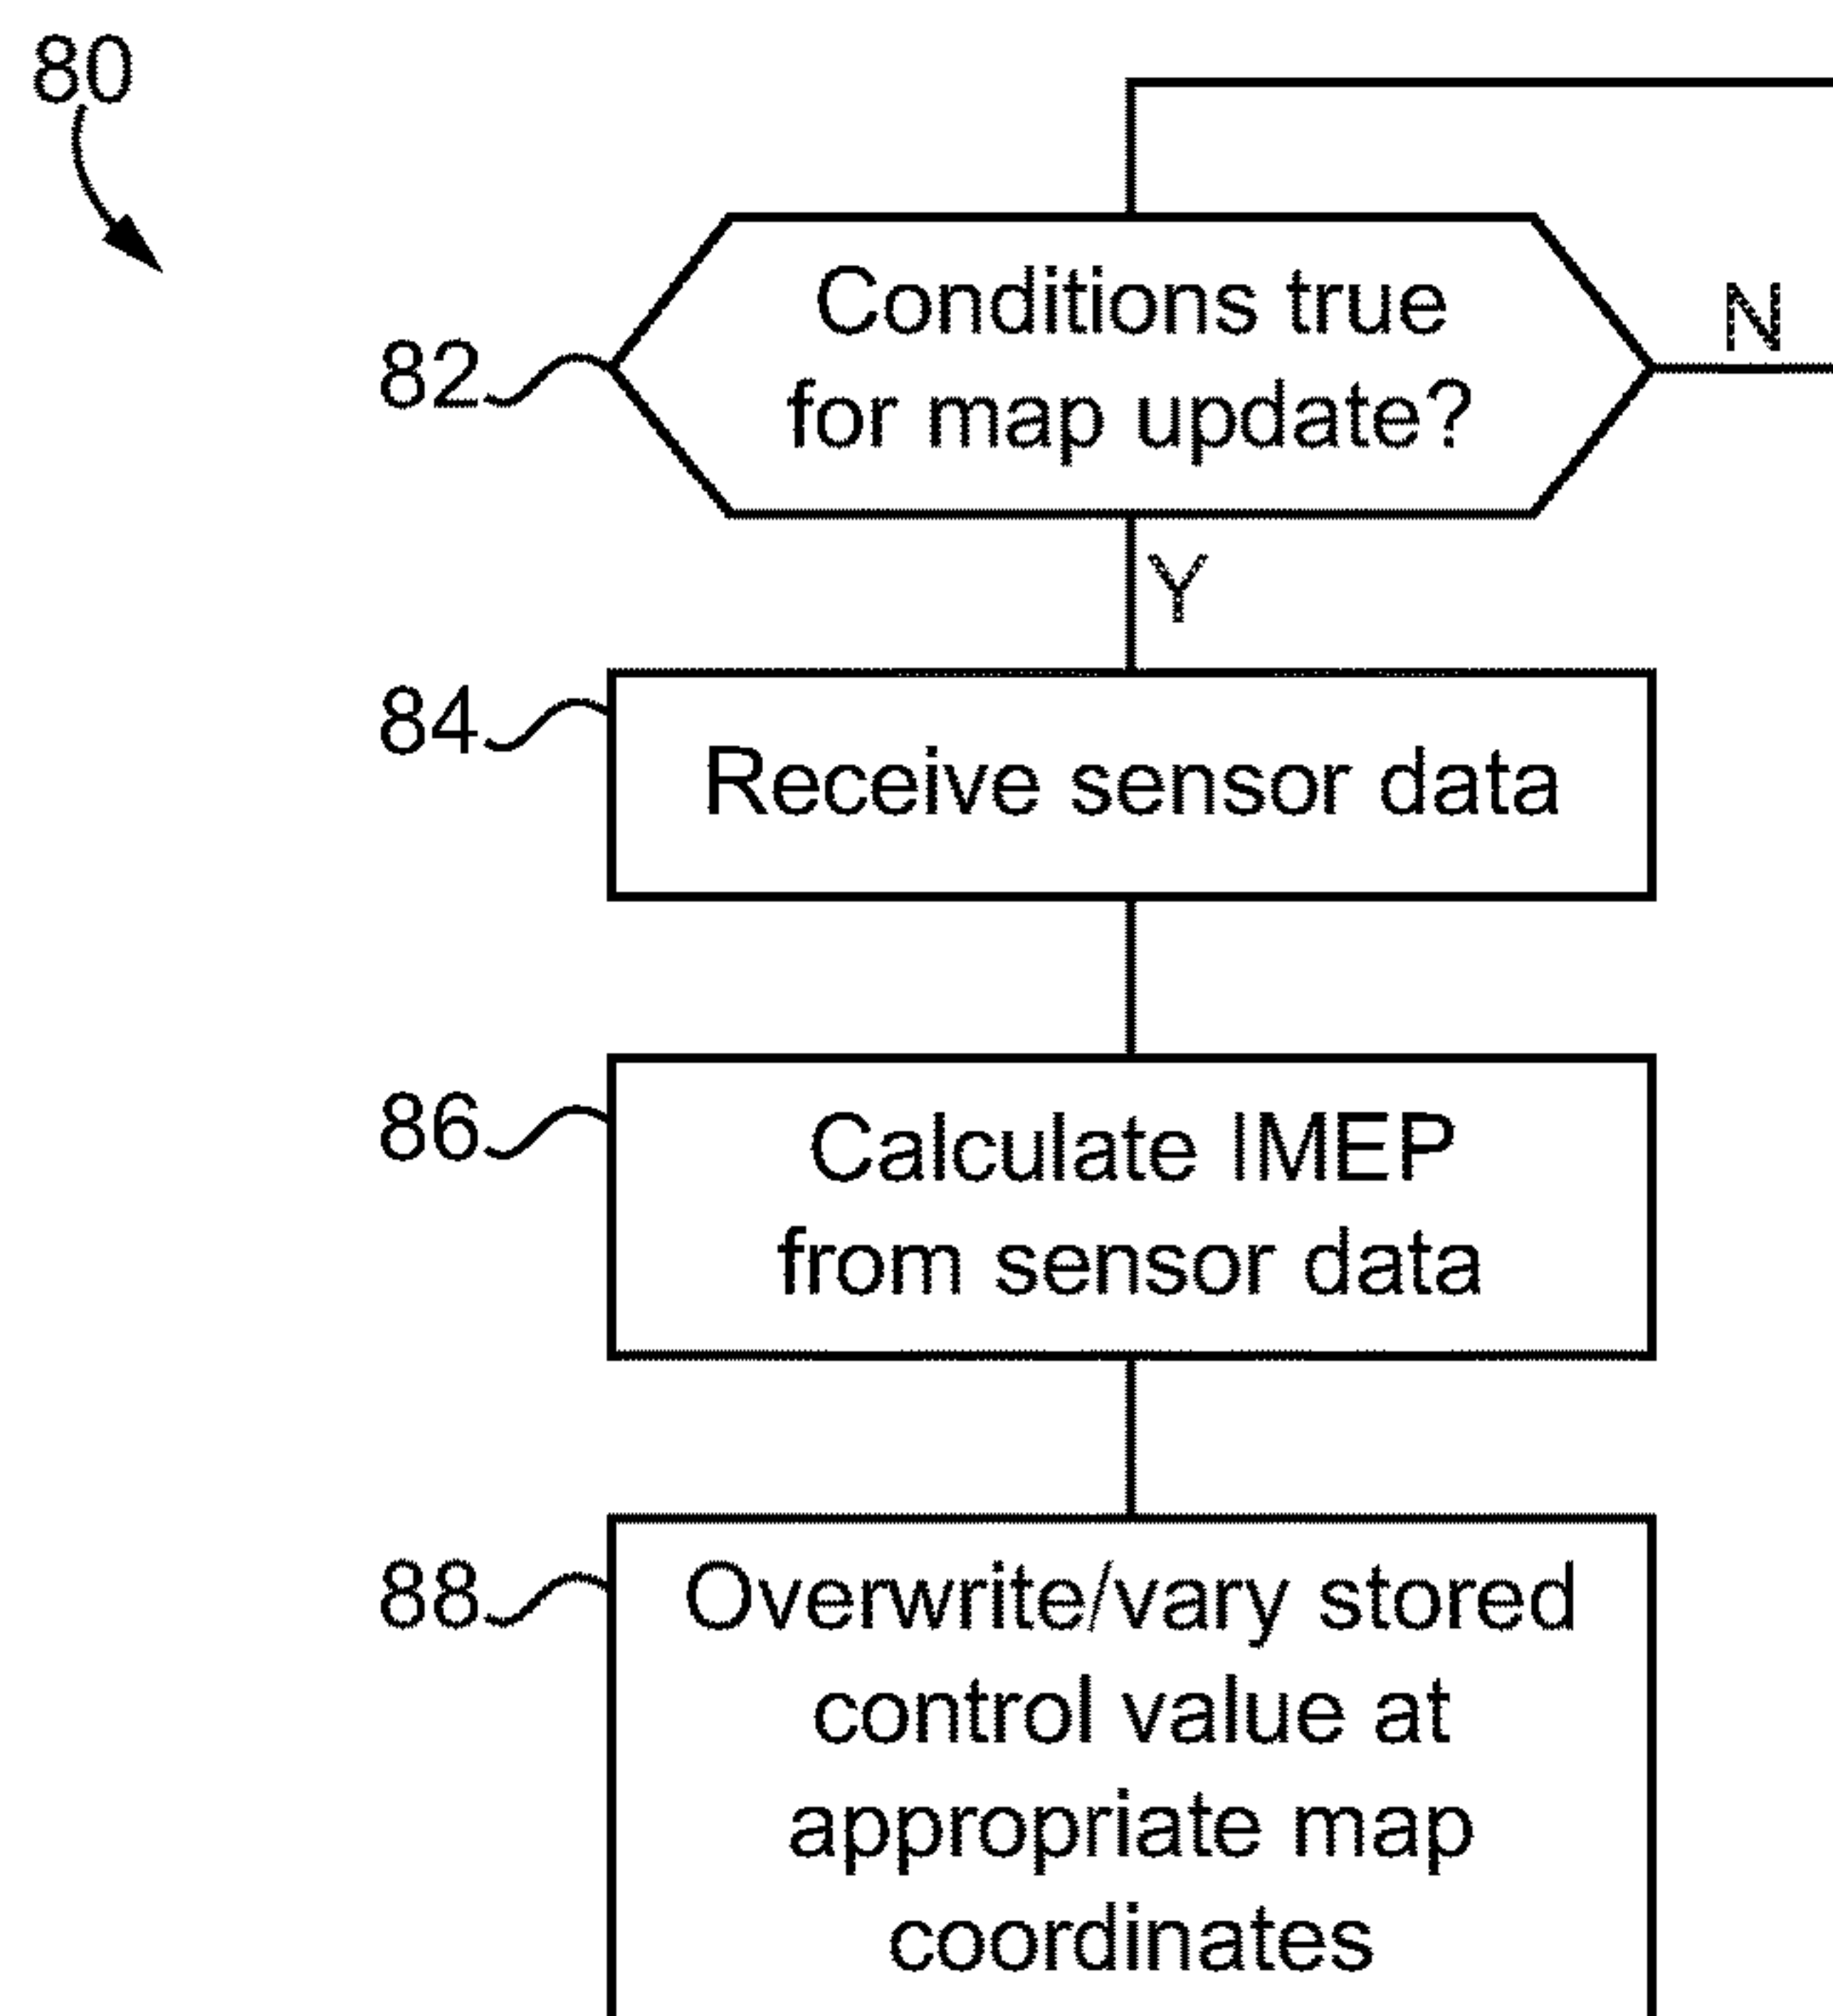 80
Conditions true
for map update?
82
N
Y
84
Receive sensor data
86
Calculate IMEP
from sensor data
88
Overwrite/vary stored
control value at
appropriate map
coordinates